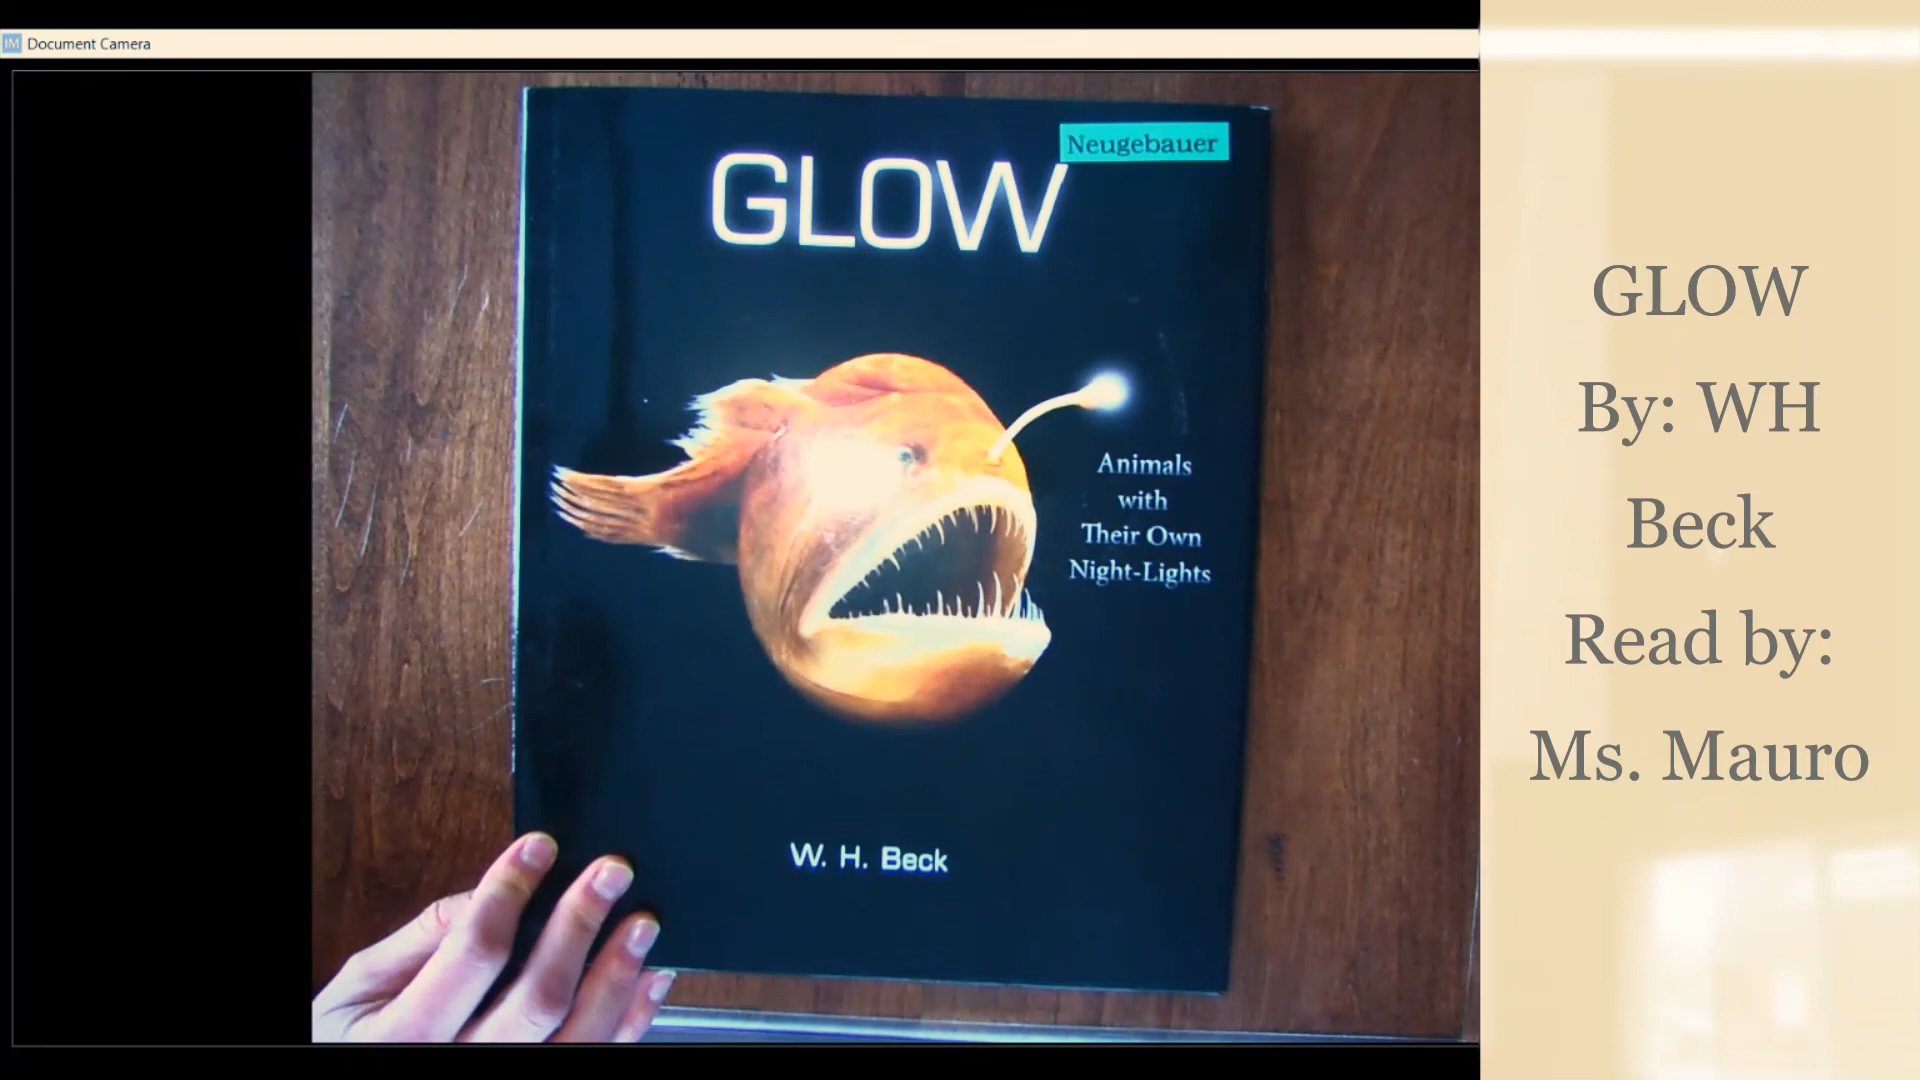 IM Document Camera
Neugebauer
GLOW
Animals
with
Their Own
Night-Lights
W. H. Beck
GLOW
By: WH
Beck
Read by:
Ms. Mauro